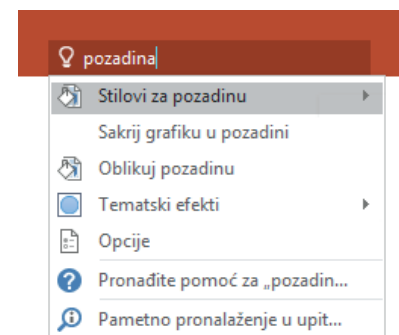 pozadina
Stilovi za pozadinu
Sakrij grafiku u pozadini
Oblikuj pozadinu
Tematski efekti
Opcije
Pronađite pomoć za „pozadin...
Pametno pronalaženje u upit...